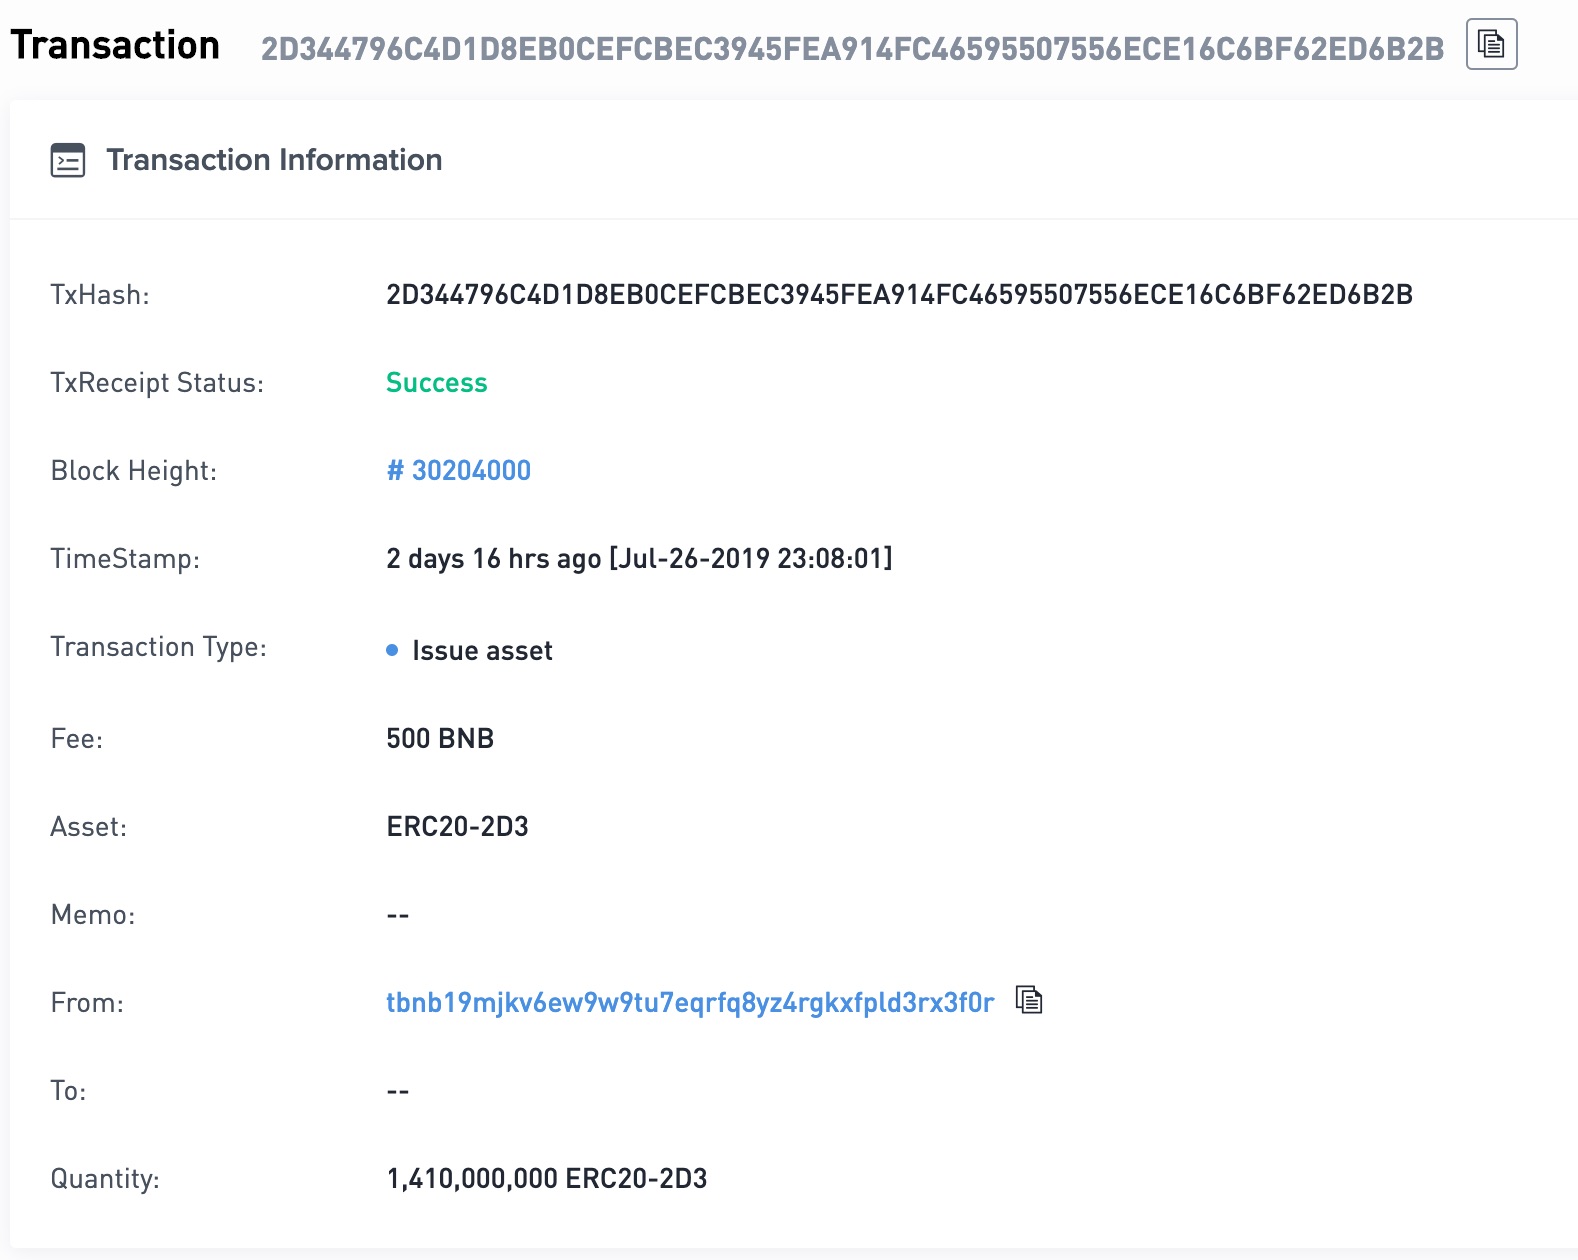 Transaction 2D344796C4D1D8EB0CEFCBEC3945FEA914FC46595507556ECE16C6BF62ED6B2B
Transaction Information
TxHash: 2D344796C4D1D8EB0CEFCBEC3945FEA914FC46595507556ECE16C6BF62ED6B2B
TxReceipt Status: Success
Block Height: # 30204000
TimeStamp: 2 days 16 hrs ago [Jul-26-2019 23:08:01]
Transaction Type: Issue asset
Fee: 500 BNB
Asset: ERC20-2D3
Memo: --
From: tbnb19mjkv6ew9w9tu7eqrfq8yz4rgkxfpld3rx3f0r
To: --
Quantity: 1,410,000,000 ERC20-2D3